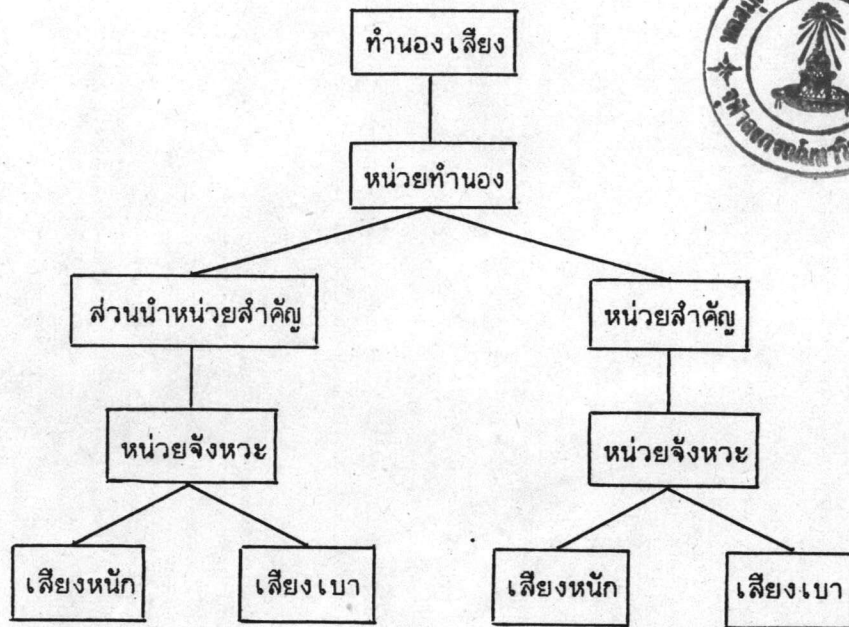 ทำนองเสียง
หน่วยทำนอง
ส่วนนำหน่วยสำคัญ
หน่วยสำคัญ
หน่วยจังหวะ
หน่วยจังหวะ
เสียงหนัก
เสียงเบา
เสียงหนัก
เสียงเบา